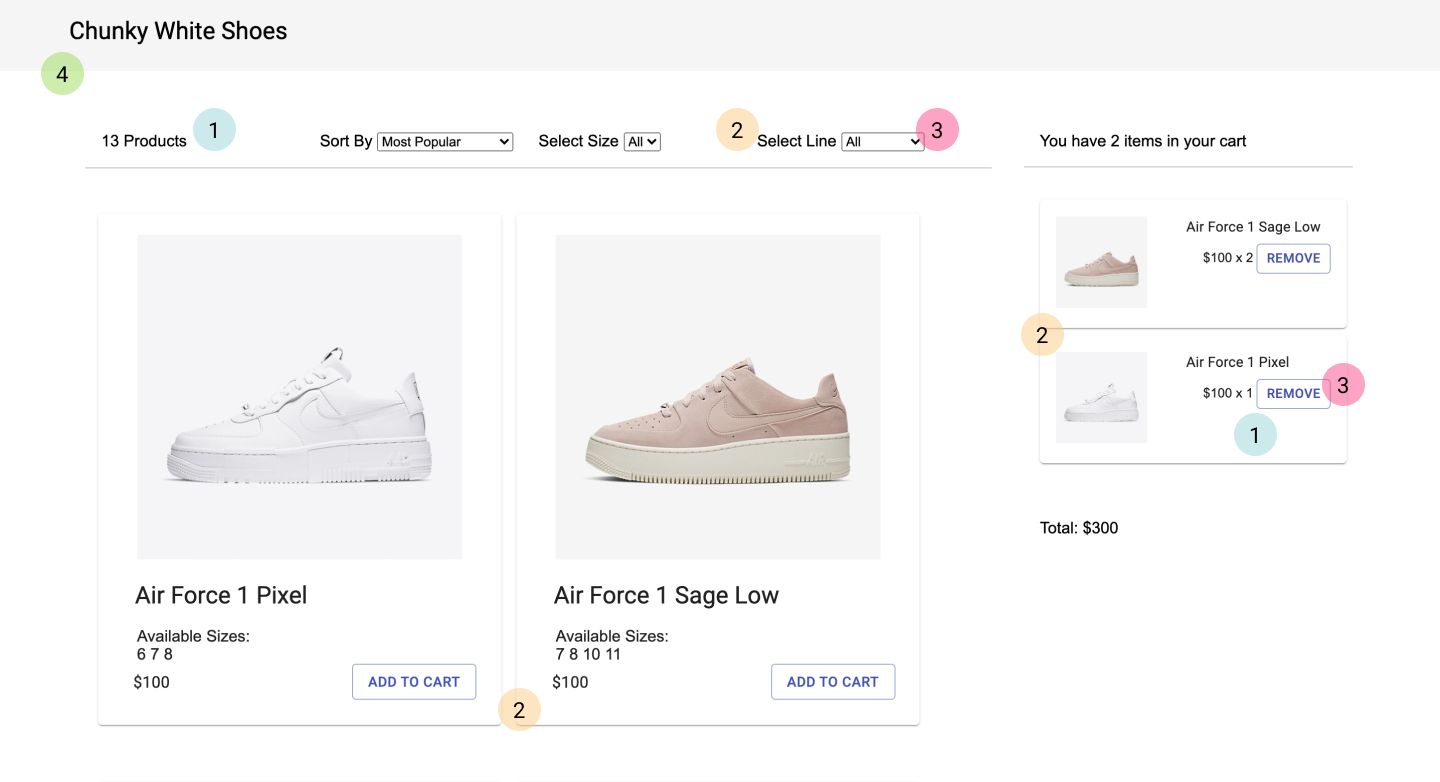 Chunky White Shoes
4
13 Products 1 Sort By Most Popular Select Size All 2 Select Line All 3
You have 2 items in your cart
Air Force 1 Sage Low
$100 x 2 REMOVE
2
Air Force 1 Pixel
$100 x 1 REMOVE 3
1
Total: $300
Air Force 1 Pixel
Available Sizes:
6 7 8
$100 ADD TO CART
2
Air Force 1 Sage Low
Available Sizes:
7 8 10 11
$100 ADD TO CART